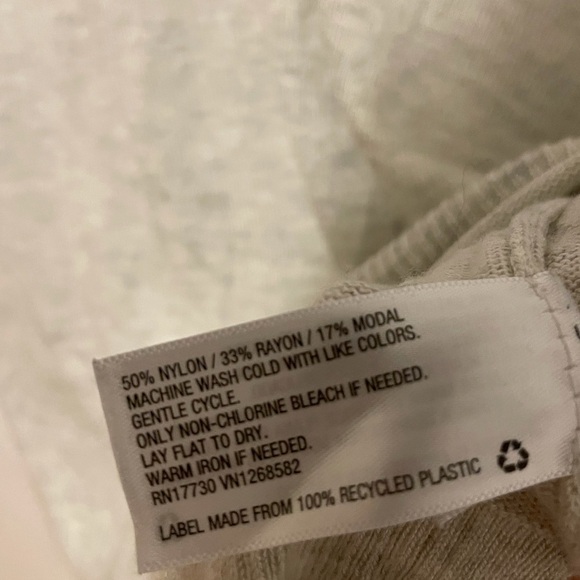 50% NYLON / 33% RAYON / 17% MODAL
MACHINE WASH COLD WITH LIKE COLORS.
GENTLE CYCLE.
ONLY NON-CHLORINE BLEACH IF NEEDED.
LAY FLAT TO DRY.
WARM IRON IF NEEDED.
RN17730 VN1268582
LABEL MADE FROM 100% RECYCLED PLASTIC